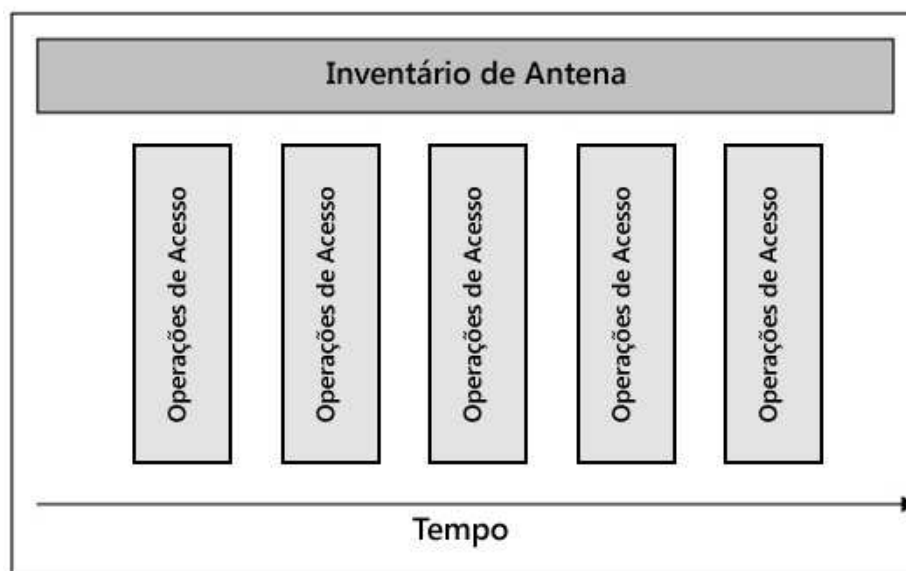 Inventário de Antena
Operações de Acesso
Operações de Acesso
Operações de Acesso
Operações de Acesso
Operações de Acesso
Tempo